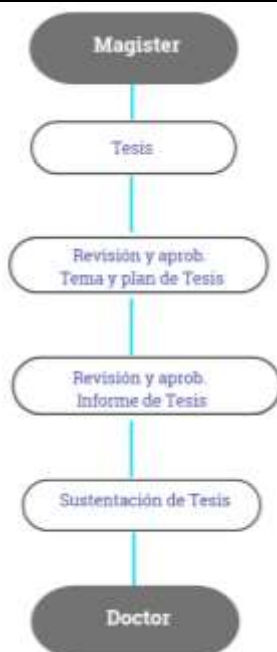 Magister
Tesis
Revisión y aprob.
Tema y plan de Tesis
Revisión y aprob.
Informe de Tesis
Sustentación de Tesis
Doctor